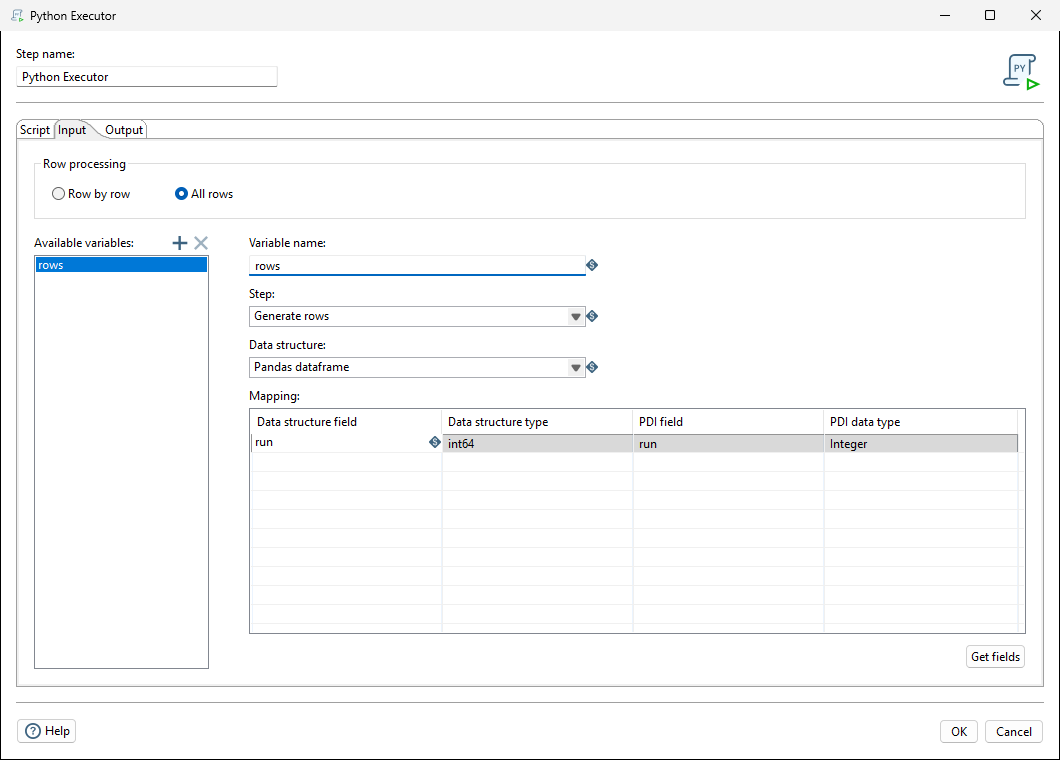 Python Executor
Step name:
Python Executor
PY
Script Input Output
Row processing
Row by row All rows
Available variables:
rows
Variable name:
rows
Step:
Generate rows
Data structure:
Pandas dataframe
Mapping:
Data structure field Data structure type PDI field PDI data type
run int64 run Integer
Get fields
Help OK Cancel